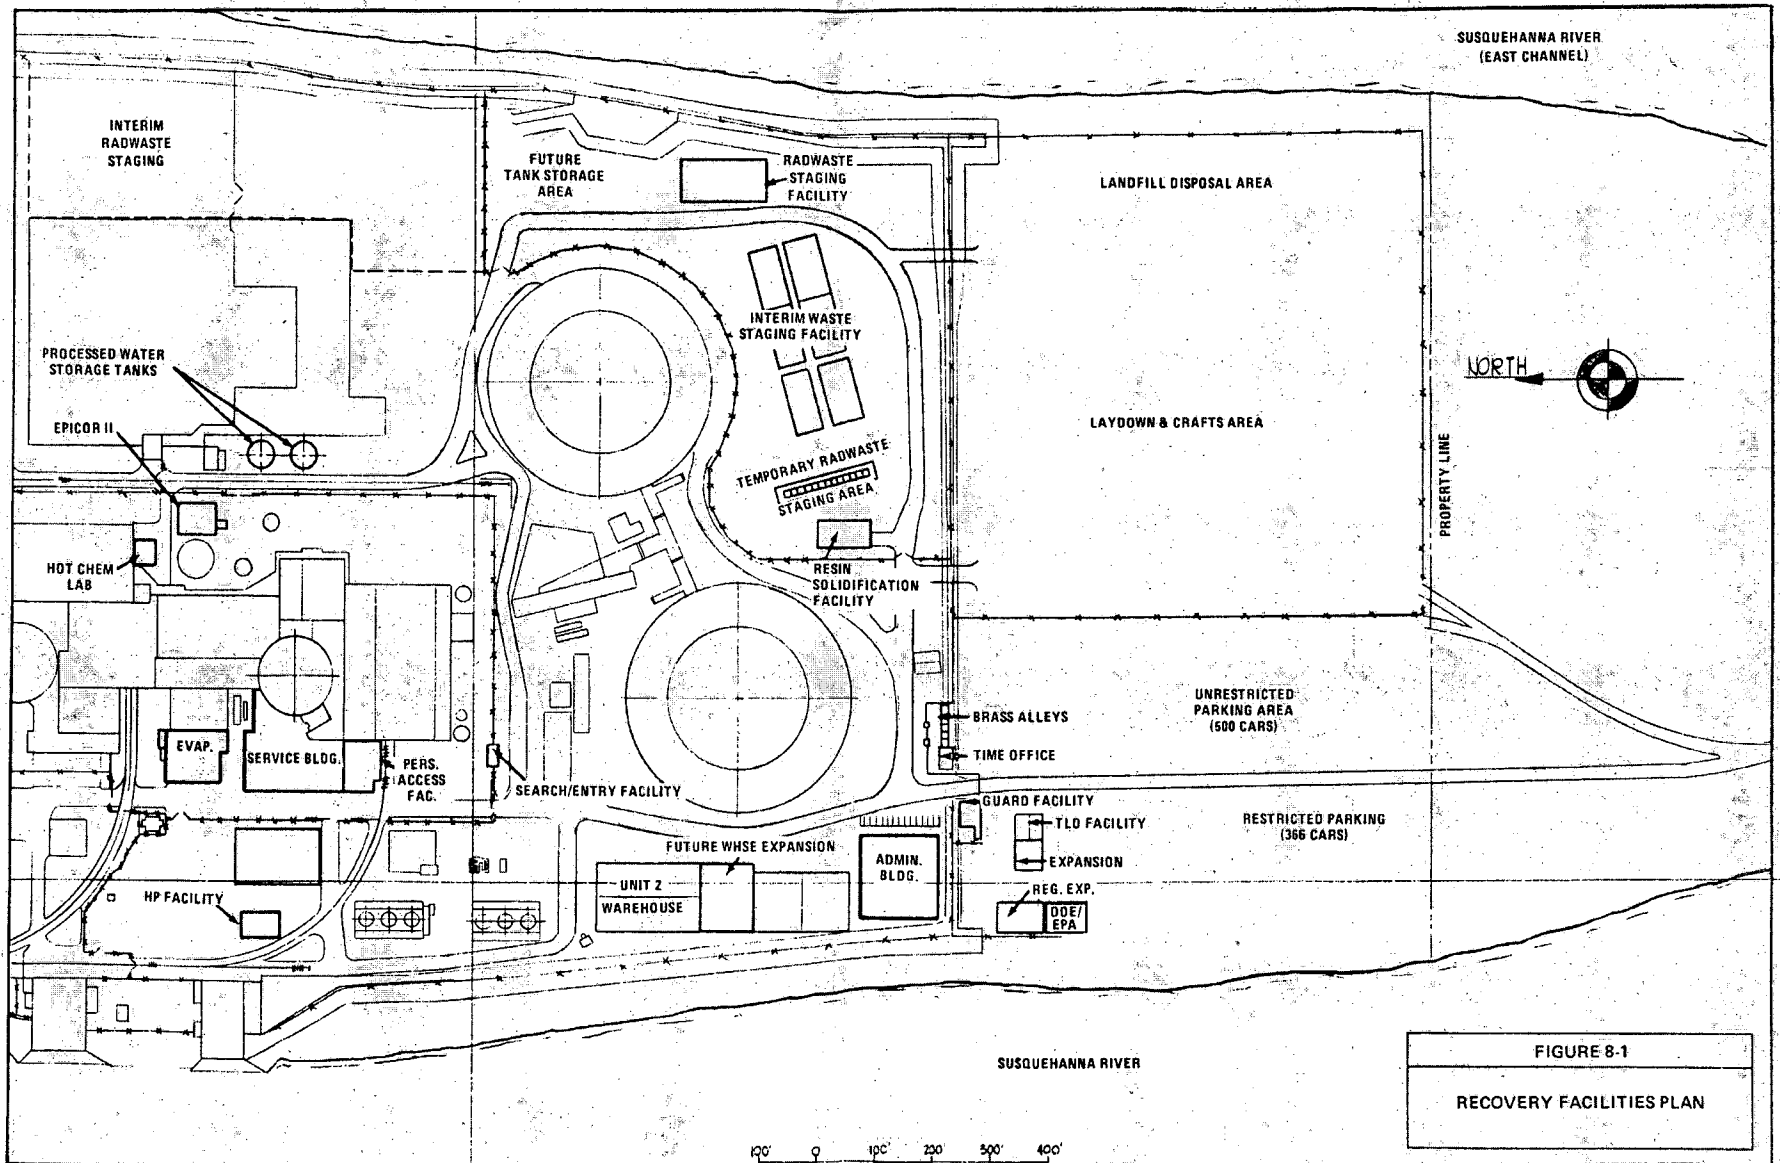 SUSQUEHANNA RIVER
(EAST CHANNEL)
INTERIM
RADWASTE
STAGING
FUTURE
TANK STORAGE
AREA
RADWASTE
STAGING
FACILITY
LANDFILL DISPOSAL AREA
INTERIM WASTE
STAGING FACILITY
PROCESSED WATER
STORAGE TANKS
NORTH
EPICOR II
LAYDOWN & CRAFTS AREA
TEMPORARY RADWASTE
STAGING AREA
PROPERTY LINE
HOT CHEM
LAB
RESIN
SOLIDIFICATION
FACILITY
UNRESTRICTED
PARKING AREA
(500 CARS)
BRASS ALLEYS
TIME OFFICE
EVAP.
SERVICE BLDG.
PERS.
ACCESS
FAC.
SEARCH/ENTRY FACILITY
GUARD FACILITY
TLD FACILITY
EXPANSION
RESTRICTED PARKING
(366 CARS)
FUTURE WHSE EXPANSION
ADMIN.
BLDG.
UNIT 2
WAREHOUSE
HP FACILITY
REG. EXP.
DOE/
EPA
SUSQUEHANNA RIVER
FIGURE 8-1
RECOVERY FACILITIES PLAN
100' 0 100' 200' 300' 400'